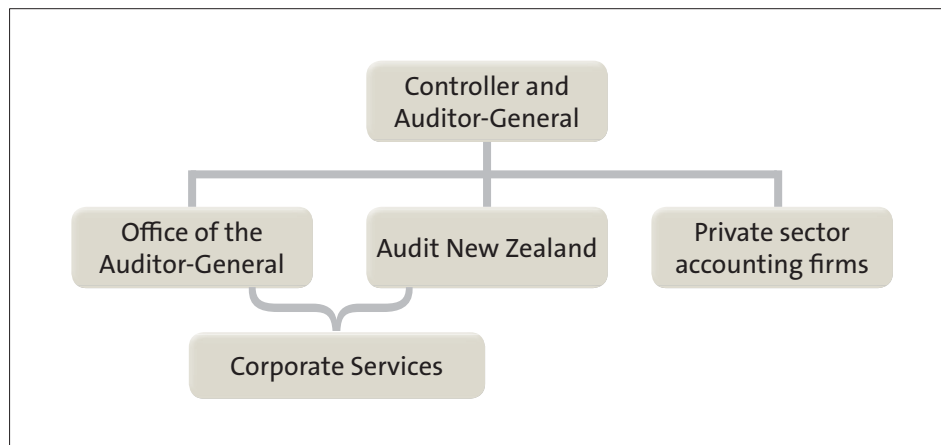 Controller and
Auditor-General
Office of the
Auditor-General
Audit New Zealand
Private sector
accounting firms
Corporate Services